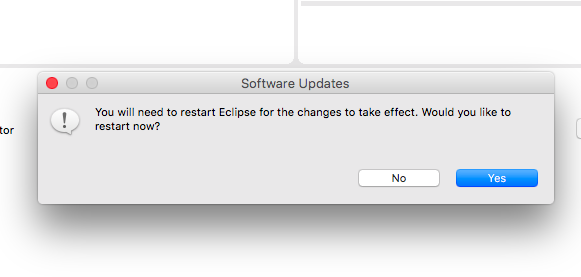 Software Updates
You will need to restart Eclipse for the changes to take effect. Would you like to
restart now?
tor
No
Yes